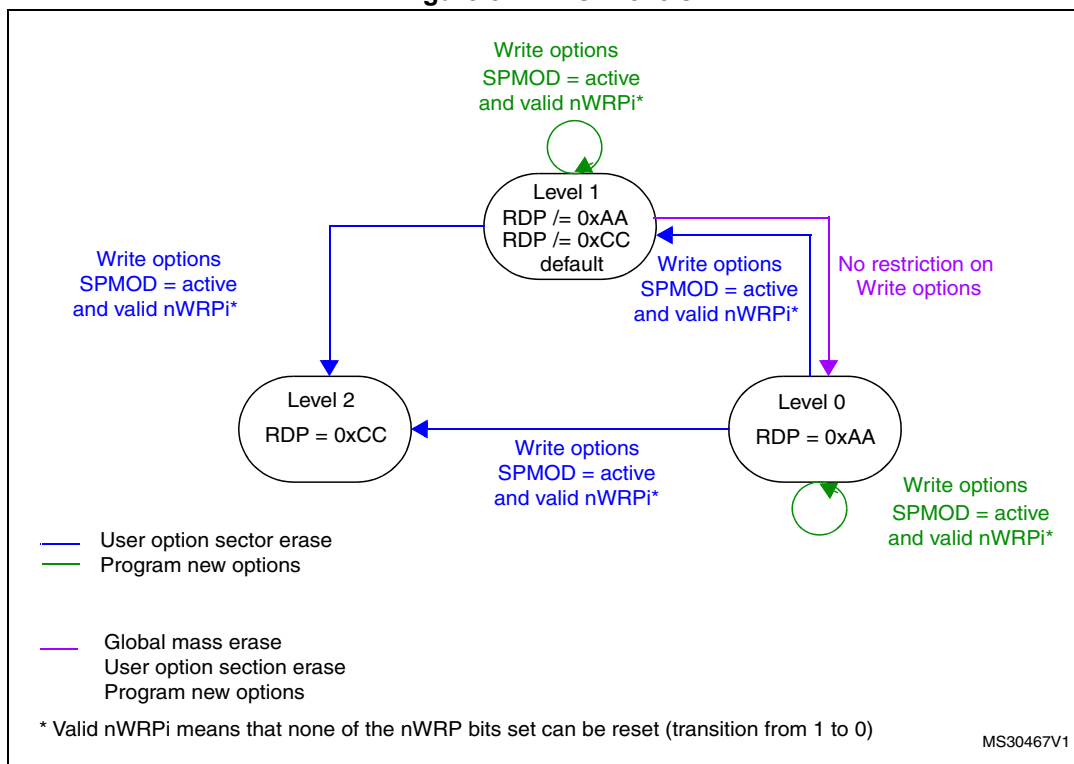 Write options
SPMOD = active
and valid nWRPi*
Level 1
RDP /= 0xAA
RDP /= 0xCC
default
Write options
SPMOD = active
and valid nWRPi*
Write options
SPMOD = active
and valid nWRPi*
No restriction on
Write options
Level 2
RDP = 0xCC
Level 0
RDP = 0xAA
Write options
SPMOD = active
and valid nWRPi*
Write options
SPMOD = active
and valid nWRPi*
User option sector erase
Program new options
Global mass erase
User option section erase
Program new options
* Valid nWRPi means that none of the nWRP bits set can be reset (transition from 1 to 0)
MS30467V1